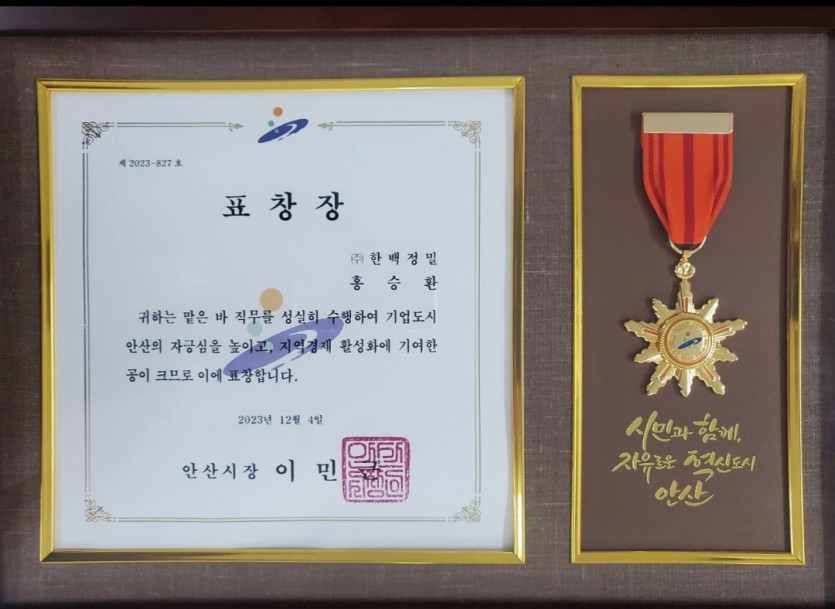 제 2023-827 호
표 창 장
㈜ 한 백 정 밀
홍 승 환
귀하는 맡은 바 직무를 성실히 수행하여 기업도시
안산의 자긍심을 높이고, 지역경제 활성화에 기여한
공이 크므로 이에 표창합니다.
2023년 12월 4일
안산시장 이 민 근
시민과 함께,
자유로운 혁신도시
안산